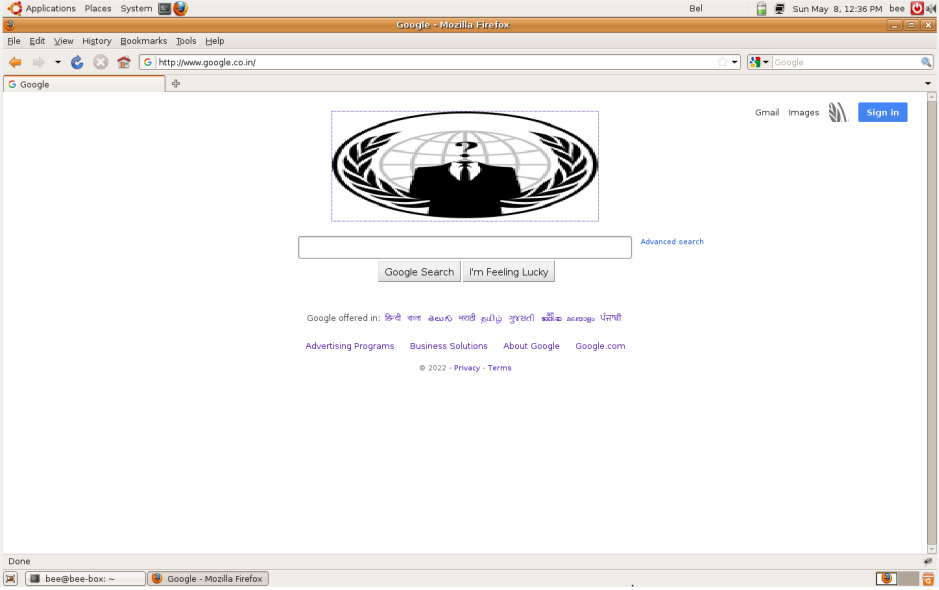 Applications Places System Bel Sun May 8, 12:36 PM bee
Google - Mozilla Firefox
File Edit View History Bookmarks Tools Help
G http://www.google.co.in/ Google
G Google
Gmail Images Sign in
?
Advanced search
Google Search I'm Feeling Lucky
Google offered in: हिन्दी বাংলা తెలుగు मराठी தமிழ் ગુજરાતી ಕನ್ನಡ മലയാളം ਪੰਜਾਬੀ
Advertising Programs Business Solutions About Google Google.com
© 2022 - Privacy - Terms
Done
bee@bee-box: ~ Google - Mozilla Firefox